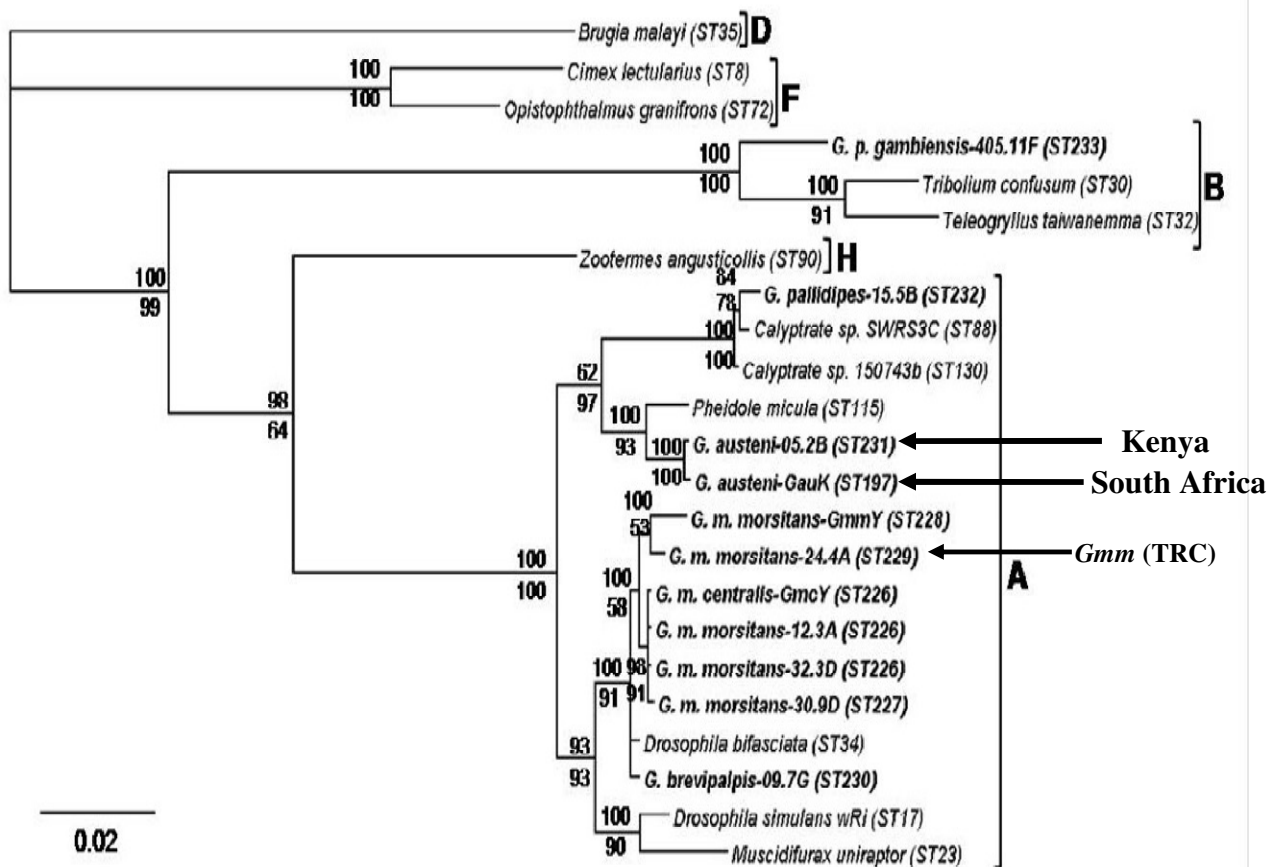 Brugia malayi (ST35) D
100 Cimex lectularius (ST8)
100 Opistophthalmus granifrons (ST72) F
100 G. p. gambiensis-405.11F (ST233)
100
100 Tribolium confusum (ST30) B
91 Teleogryllus taiwanemma (ST32)
Zootermes angusticollis (ST90) H
100
99
84 G. pallidipes-15.5B (ST232)
78 Calyptrate sp. SWRS3C (ST88)
100
100 Calyptrate sp. 150743b (ST130)
62
97
98
64
100 Pheidole micula (ST115)
93
100 G. austeni-05.2B (ST231) Kenya
100 G. austeni-GauK (ST197) South Africa
100 G. m. morsitans-GmmY (ST228)
53
G. m. morsitans-24.4A (ST229) Gmm (TRC)
A
100
100
100
58
G. m. centralis-GmcY (ST226)
G. m. morsitans-12.3A (ST226)
100 98 G. m. morsitans-32.3D (ST226)
91 91 G. m. morsitans-30.9D (ST227)
93
93
Drosophila bifasciata (ST34)
G. brevipalpis-09.7G (ST230)
100 Drosophila simulans wRi (ST17)
90 Muscidifurax uniraptor (ST23)
0.02